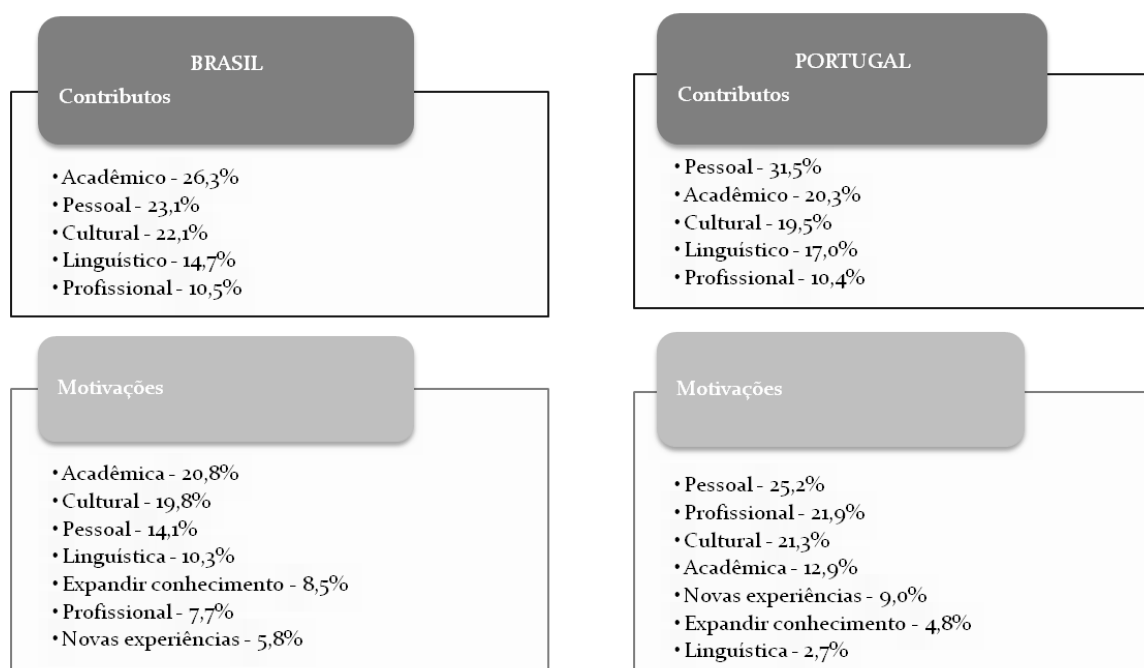 BRASIL
Contributos
• Acadêmico - 26,3%
• Pessoal - 23,1%
• Cultural - 22,1%
• Linguístico - 14,7%
• Profissional - 10,5%
Motivações
• Acadêmica - 20,8%
• Cultural - 19,8%
• Pessoal - 14,1%
• Linguística - 10,3%
• Expandir conhecimento - 8,5%
• Profissional - 7,7%
• Novas experiências - 5,8%
PORTUGAL
Contributos
• Pessoal - 31,5%
• Acadêmico - 20,3%
• Cultural - 19,5%
• Linguístico - 17,0%
• Profissional - 10,4%
Motivações
• Pessoal - 25,2%
• Profissional - 21,9%
• Cultural - 21,3%
• Acadêmica - 12,9%
• Novas experiências - 9,0%
• Expandir conhecimento - 4,8%
• Linguística - 2,7%